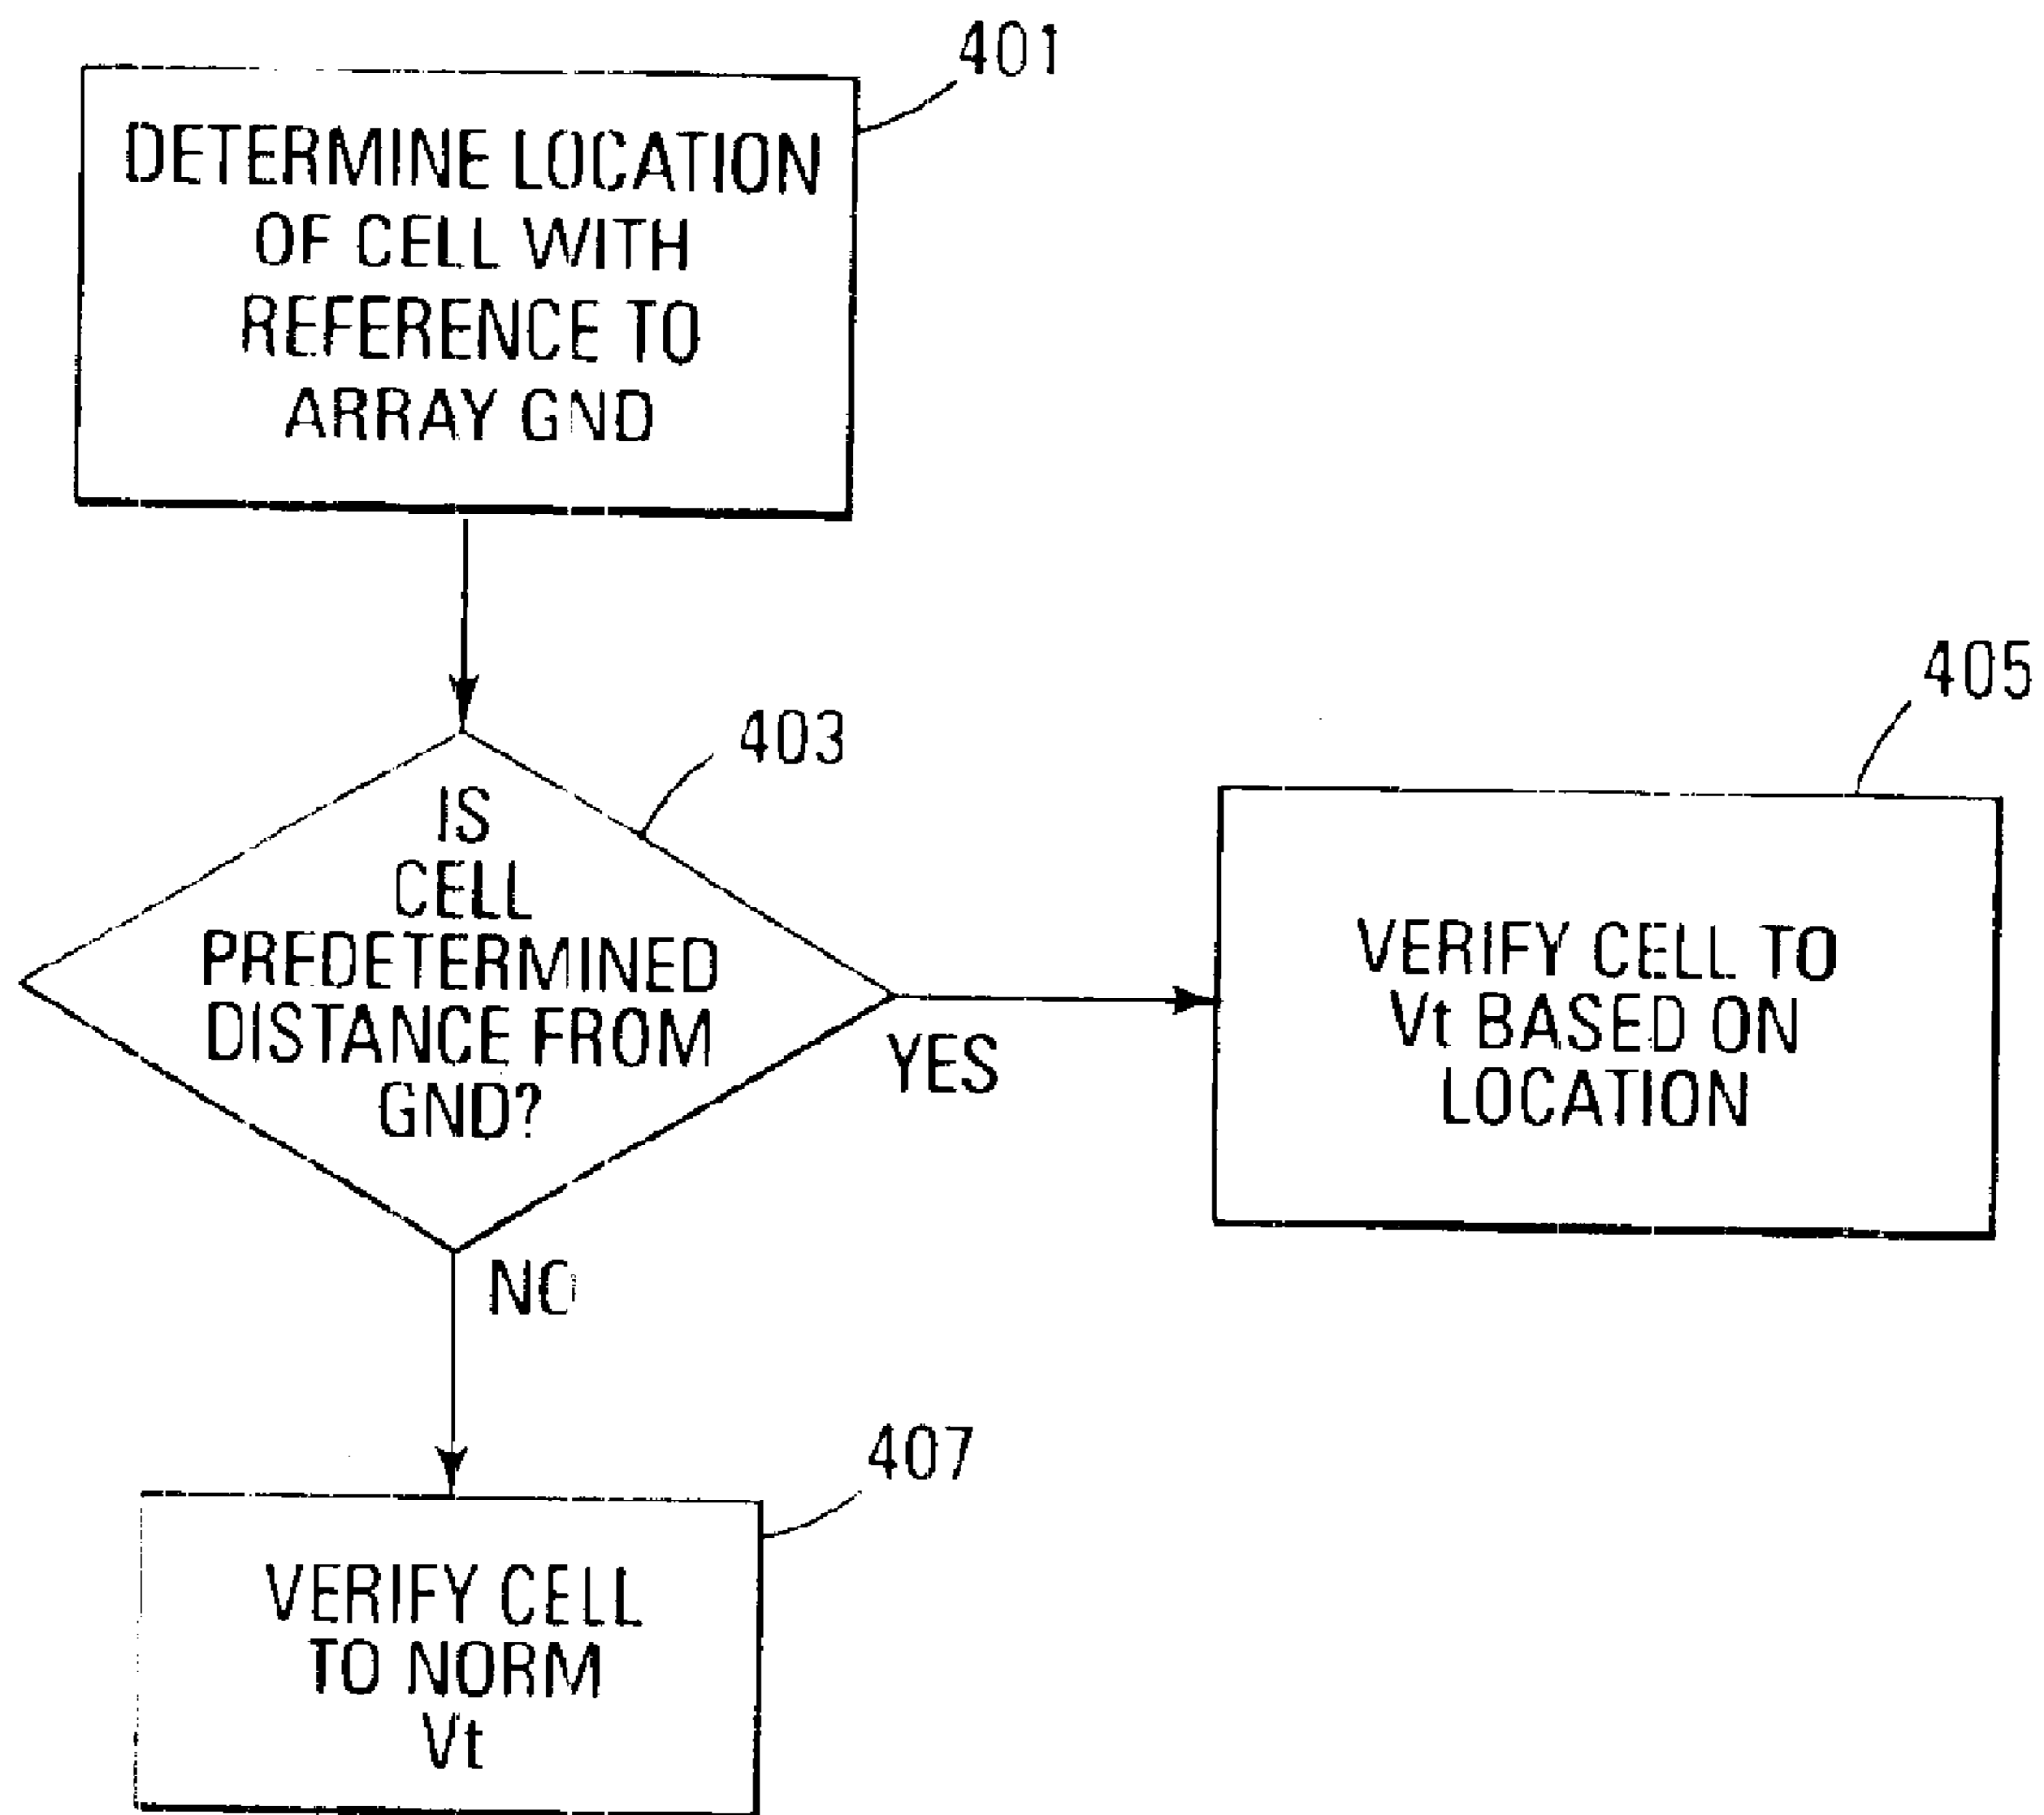 401
DETERMINE LOCATION
OF CELL WITH
REFERENCE TO
ARRAY GND
403
IS
CELL
PREDETERMINED
DISTANCE FROM
GND?
YES
NO
405
VERIFY CELL TO
Vt BASED ON
LOCATION
407
VERIFY CELL
TO NORM
Vt